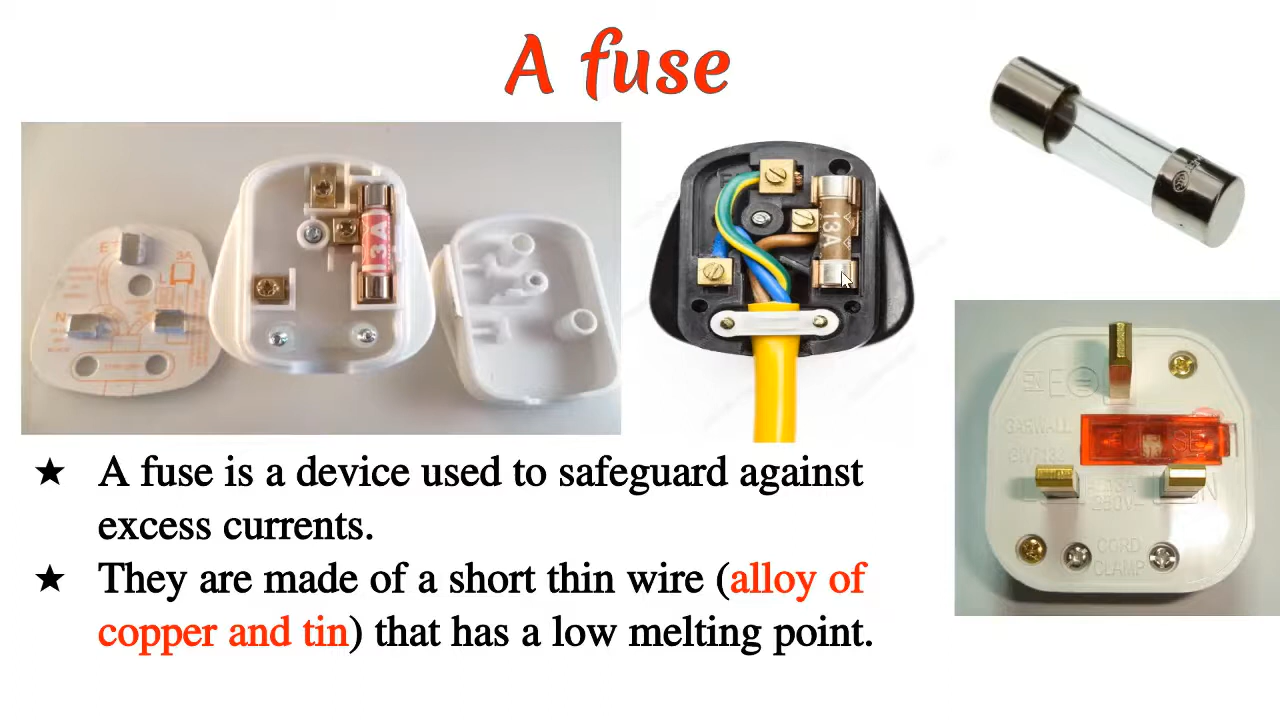 A fuse
13A
E
3A
L
N
13A
E
FUSE
N
CORD
CLAMP
★ A fuse is a device used to safeguard against
excess currents.
★ They are made of a short thin wire (alloy of
copper and tin) that has a low melting point.